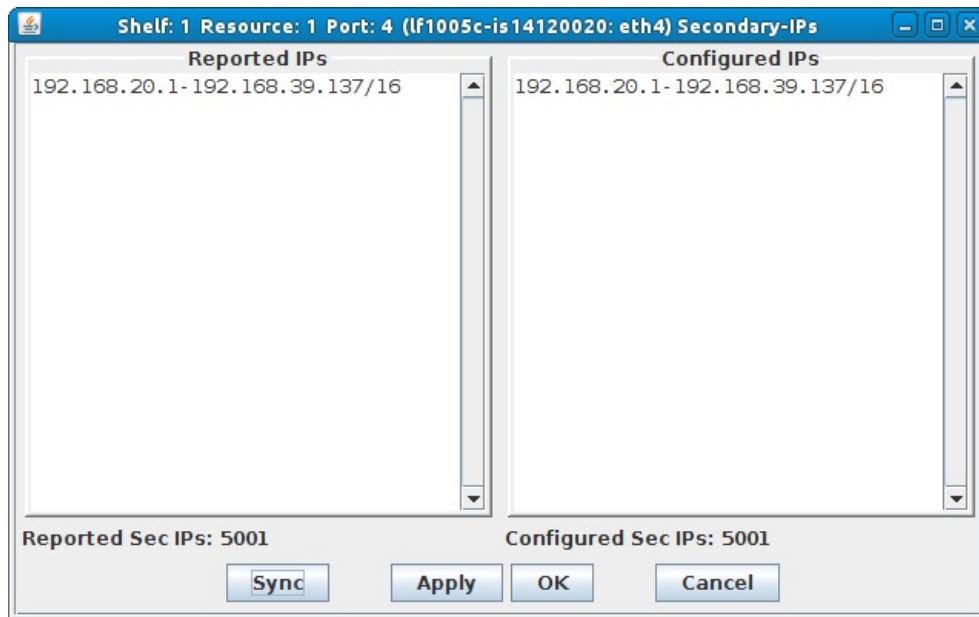 Shelf: 1 Resource: 1 Port: 4 (lf1005c-is14120020: eth4) Secondary-IPs
Reported IPs
192.168.20.1-192.168.39.137/16
Configured IPs
192.168.20.1-192.168.39.137/16
Reported Sec IPs: 5001
Configured Sec IPs: 5001
Sync
Apply
OK
Cancel